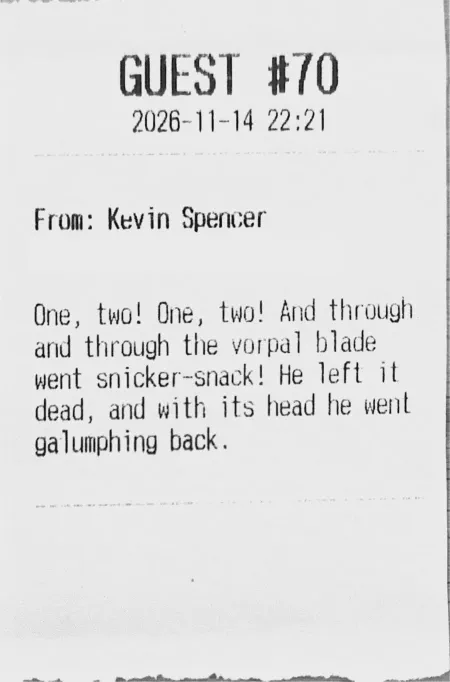 GUEST #70
2026-11-14 22:21
From: Kevin Spencer
One, two! One, two! And through
and through the vorpal blade
went snicker-snack! He left it
dead, and with its head he went
galumphing back.